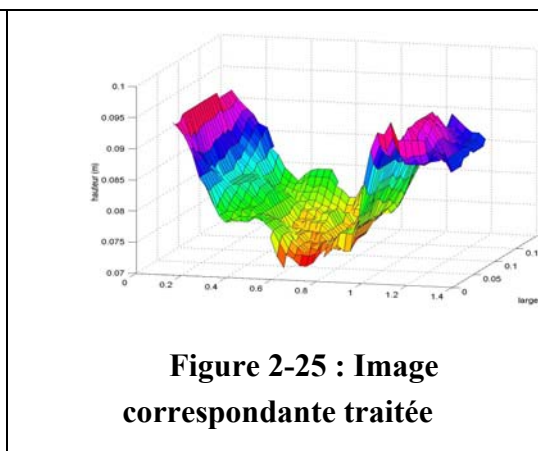 0.1
0.095
0.09
0.085
0.08
0.075
0.07
hauteur (m)
0 0.2 0.4 0.6 0.8 1 1.2 1.4
0 0.05 0.1 0.1
large
Figure 2-25 : Image
correspondante traitée